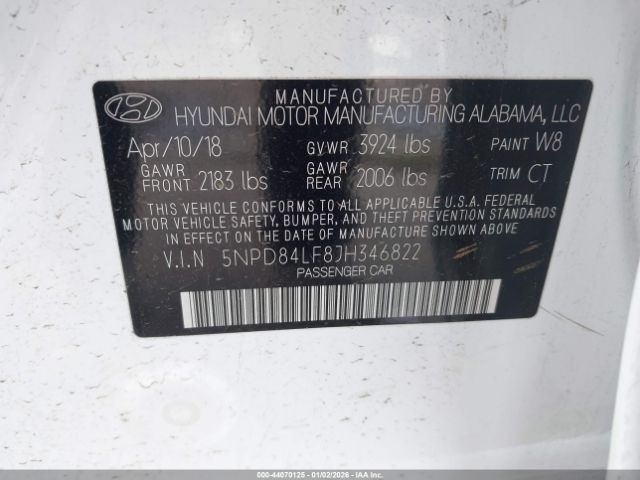 MANUFACTURED BY
HYUNDAI MOTOR MANUFACTURING ALABAMA, LLC
Apr/10/18 GVWR 3924 lbs PAINT W8
GAWR FRONT 2183 lbs GAWR REAR 2006 lbs TRIM CT
THIS VEHICLE CONFORMS TO ALL APPLICABLE U.S.A. FEDERAL
MOTOR VEHICLE SAFETY, BUMPER, AND THEFT PREVENTION
STANDARDS IN EFFECT ON THE DATE OF MANUFACTURE SHOWN ABOVE
V.I.N 5NPD84LF8JH346822
PASSENGER CAR
000-44070125 - 01/02/2026 - IAA Inc.